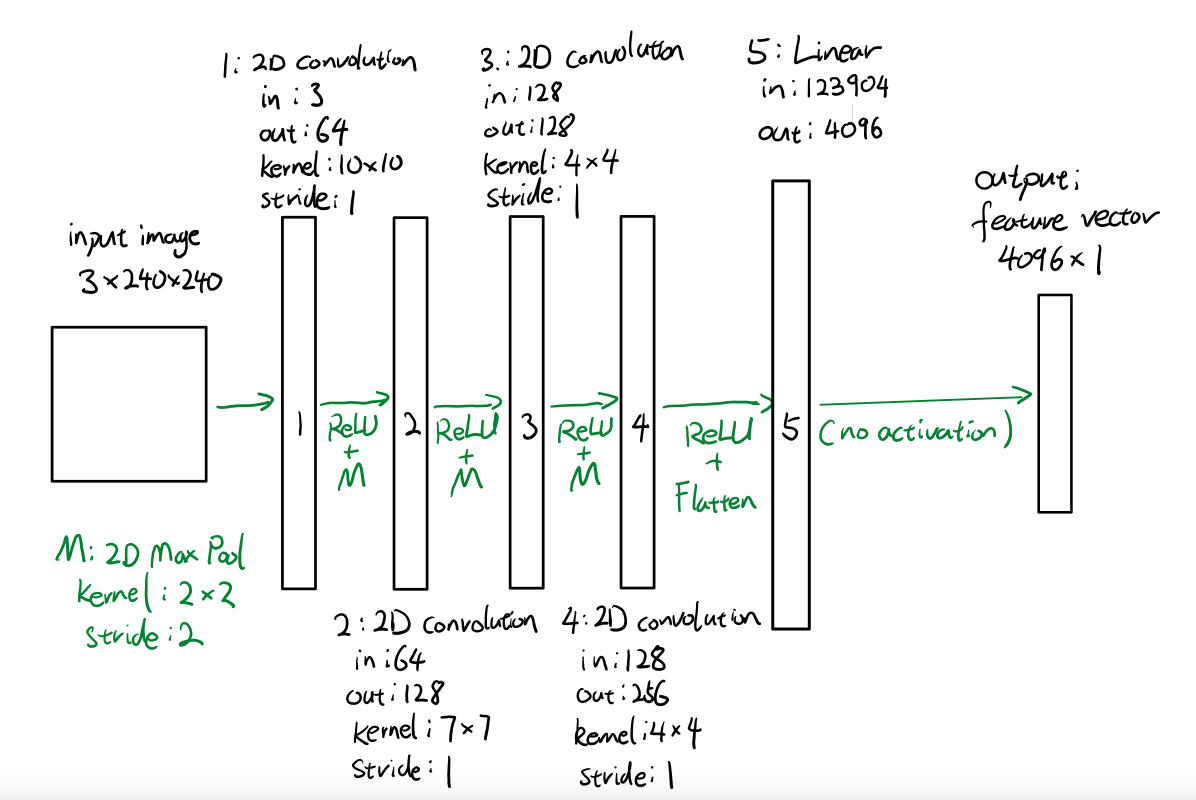 1: 2D convolution
in: 3
out: 64
kernel: 10×10
stride: 1
3.: 2D convolution
in: 128
out: 128
kernel: 4×4
stride: 1
5: Linear
in: 123904
out: 4096
input image
3×240×240
output;
feature vector
4096×1
1
ReLU
+
M
2
ReLU
+
M
3
ReLU
+
M
4
ReLU
+
Flatten
5
(no activation)
M: 2D Max Pool
kernel: 2×2
stride: 2
2: 2D convolution
in: 64
out: 128
kernel; 7×7
stride: 1
4: 2D convolution
in: 128
out: 256
kernel: 4×4
stride: 1